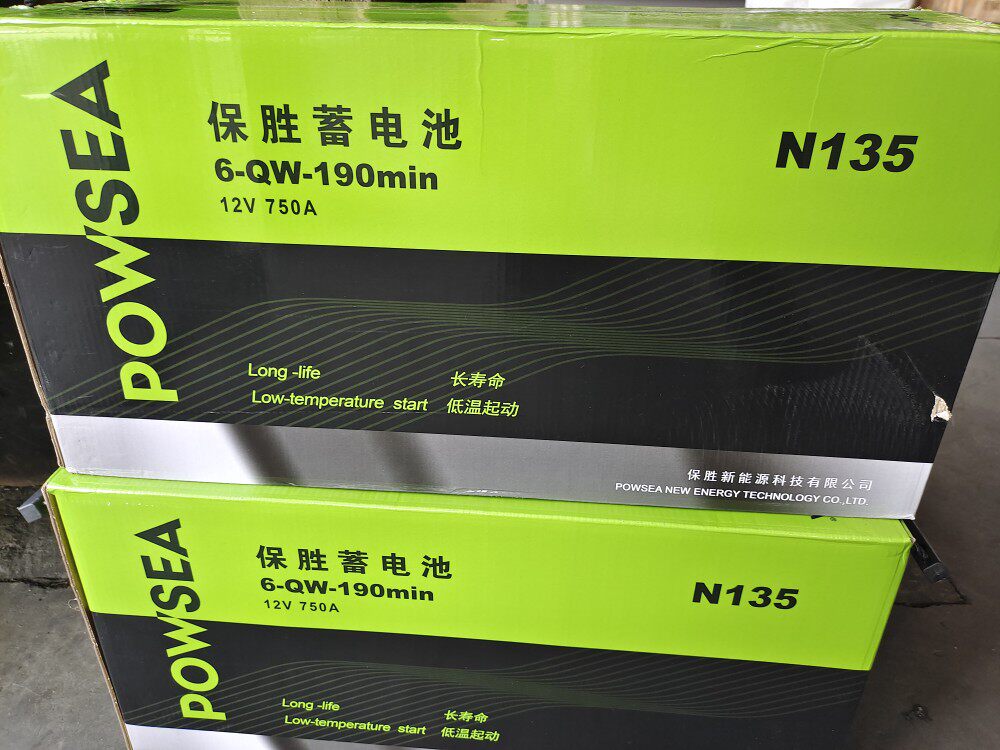 POWSEA
保胜蓄电池
6-QW-190min
12V 750A
N135
Long -life 长寿命
Low-temperature start 低温起动
保胜新能源科技有限公司
POWSEA NEW ENERGY TECHNOLOGY CO.,LTD.
POWSEA
保胜蓄电池
6-QW-190min
12V 750A
N135
Long -life 长寿命
Low-temperature start 低温起动